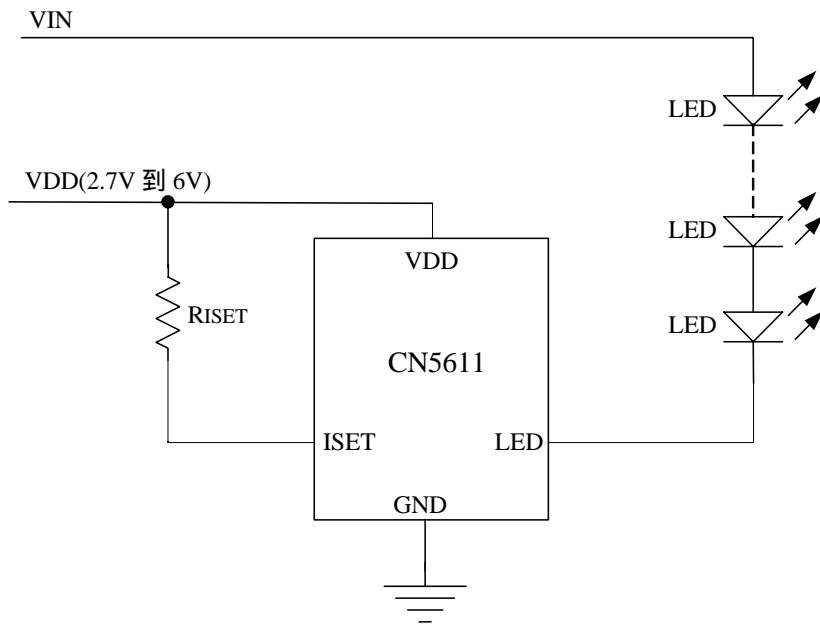 VIN
LED
VDD(2.7V 到 6V)
LED
VDD
RISET
LED
CN5611
ISET
LED
GND